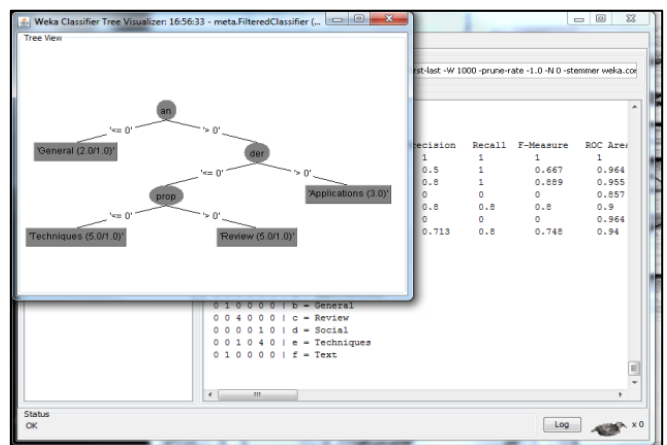 Weka Classifier Tree Visualizer: 16:56:33 - meta.FilteredClassifier (...
Tree View
rst-last -W 1000 -prune-rate -1.0 -N 0 -stemmer weka.cor
an
'<= 0'
'> 0'
'General (2.0/1.0)'
der
'<= 0'
'> 0'
prop
'Applications (3.0)'
'<= 0'
'> 0'
'Techniques (5.0/1.0)'
'Review (5.0/1.0)'
recision Recall F-Measure ROC Area
1 1 1 1
0.5 1 0.667 0.964
0.8 1 0.889 0.955
0 0 0 0.857
0.8 0.8 0.8 0.9
0 0 0 0.964
0.713 0.8 0.748 0.94
0 1 0 0 0 0 | b = General
0 0 4 0 0 0 | c = Review
0 0 0 0 1 0 | d = Social
0 0 1 0 4 0 | e = Techniques
0 1 0 0 0 0 | f = Text
Status
OK
Log
x 0